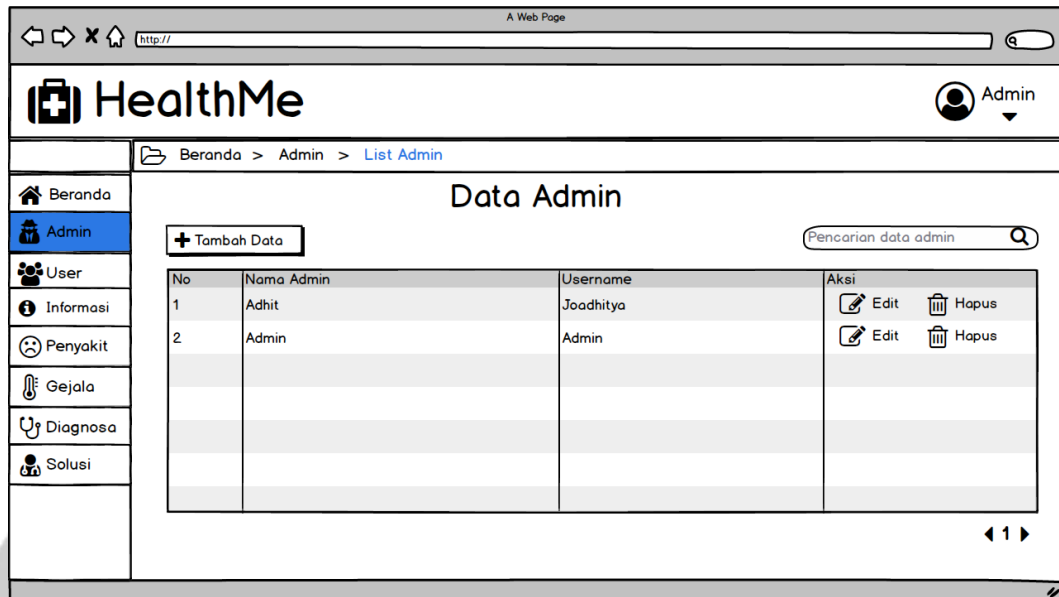 A Web Page
http://
HealthMe
Admin
Beranda > Admin > List Admin
Beranda
Admin
User
Informasi
Penyakit
Gejala
Diagnosa
Solusi
Data Admin
Tambah Data
Pencarian data admin
No Nama Admin Username Aksi
1 Adhit Joadhitya Edit Hapus
2 Admin Admin Edit Hapus
1